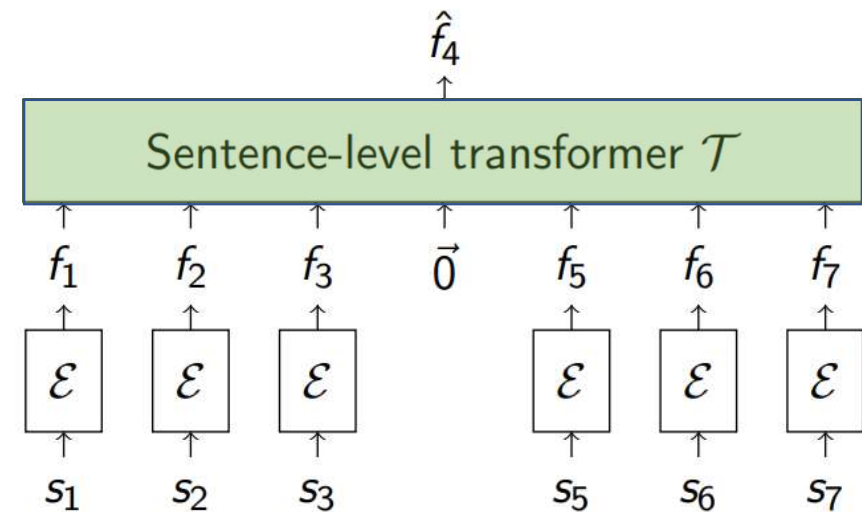 f̂₄
Sentence-level transformer 𝒯
f₁ f₂ f₃ 0⃗ f₅ f₆ f₇
ℰ ℰ ℰ ℰ ℰ ℰ
s₁ s₂ s₃ s₅ s₆ s₇